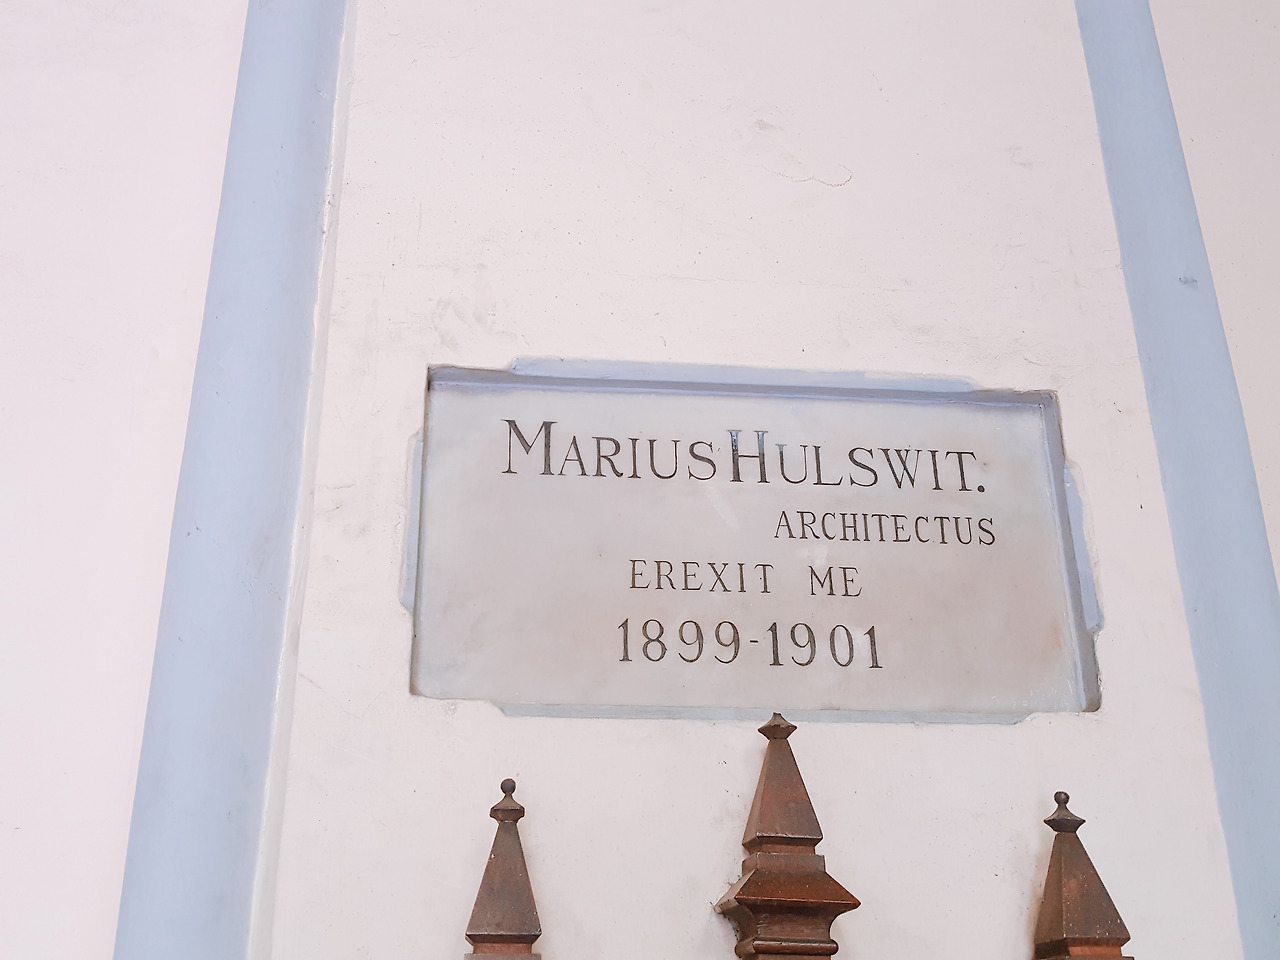 MARIUS HULSWIT.
ARCHITECTUS
EREXIT ME
1899-1901